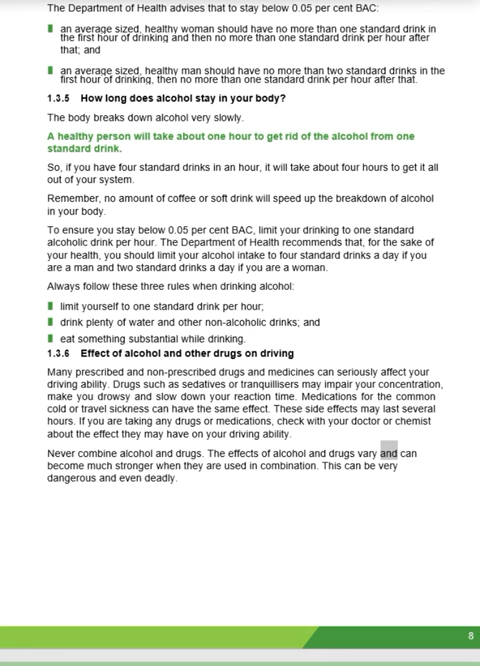 The Department of Health advises that to stay below 0.05 per cent BAC:
an average sized, healthy woman should have no more than one standard drink in
the first hour of drinking and then no more than one standard drink per hour after
that; and
an average sized, healthy man should have no more than two standard drinks in the
first hour of drinking, then no more than one standard drink per hour after that.
1.3.5 How long does alcohol stay in your body?
The body breaks down alcohol very slowly.
A healthy person will take about one hour to get rid of the alcohol from one
standard drink.
So, if you have four standard drinks in an hour, it will take about four hours to get it all
out of your system.
Remember, no amount of coffee or soft drink will speed up the breakdown of alcohol
in your body.
To ensure you stay below 0.05 per cent BAC, limit your drinking to one standard
alcoholic drink per hour. The Department of Health recommends that, for the sake of
your health, you should limit your alcohol intake to four standard drinks a day if you
are a man and two standard drinks a day if you are a woman.
Always follow these three rules when drinking alcohol:
limit yourself to one standard drink per hour;
drink plenty of water and other non-alcoholic drinks; and
eat something substantial while drinking.
1.3.6 Effect of alcohol and other drugs on driving
Many prescribed and non-prescribed drugs and medicines can seriously affect your
driving ability. Drugs such as sedatives or tranquillisers may impair your concentration,
make you drowsy and slow down your reaction time. Medications for the common
cold or travel sickness can have the same effect. These side effects may last several
hours. If you are taking any drugs or medications, check with your doctor or chemist
about the effect they may have on your driving ability.
Never combine alcohol and drugs. The effects of alcohol and drugs vary and can
become much stronger when they are used in combination. This can be very
dangerous and even deadly.
8